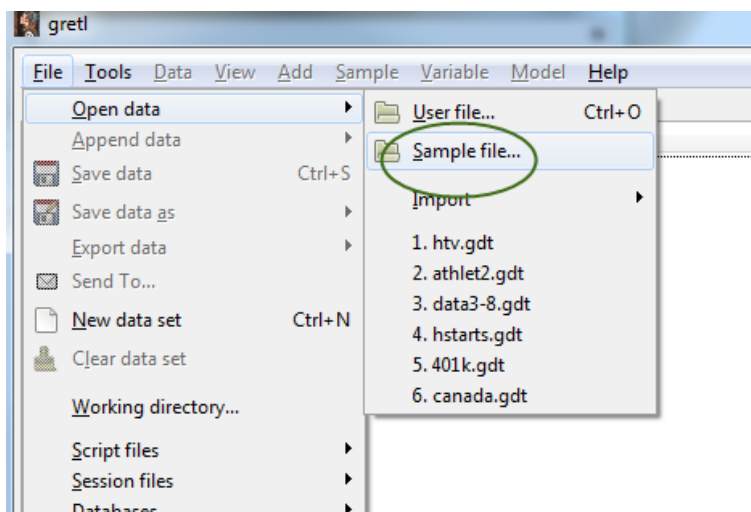 gretl
File Tools Data View Add Sample Variable Model Help
Open data
Append data
Save data Ctrl+S
Save data as
Export data
Send To...
New data set Ctrl+N
Clear data set
Working directory...
Script files
Session files
Databases
User file... Ctrl+O
Sample file...
Import
1. htv.gdt
2. athlet2.gdt
3. data3-8.gdt
4. hstarts.gdt
5. 401k.gdt
6. canada.gdt